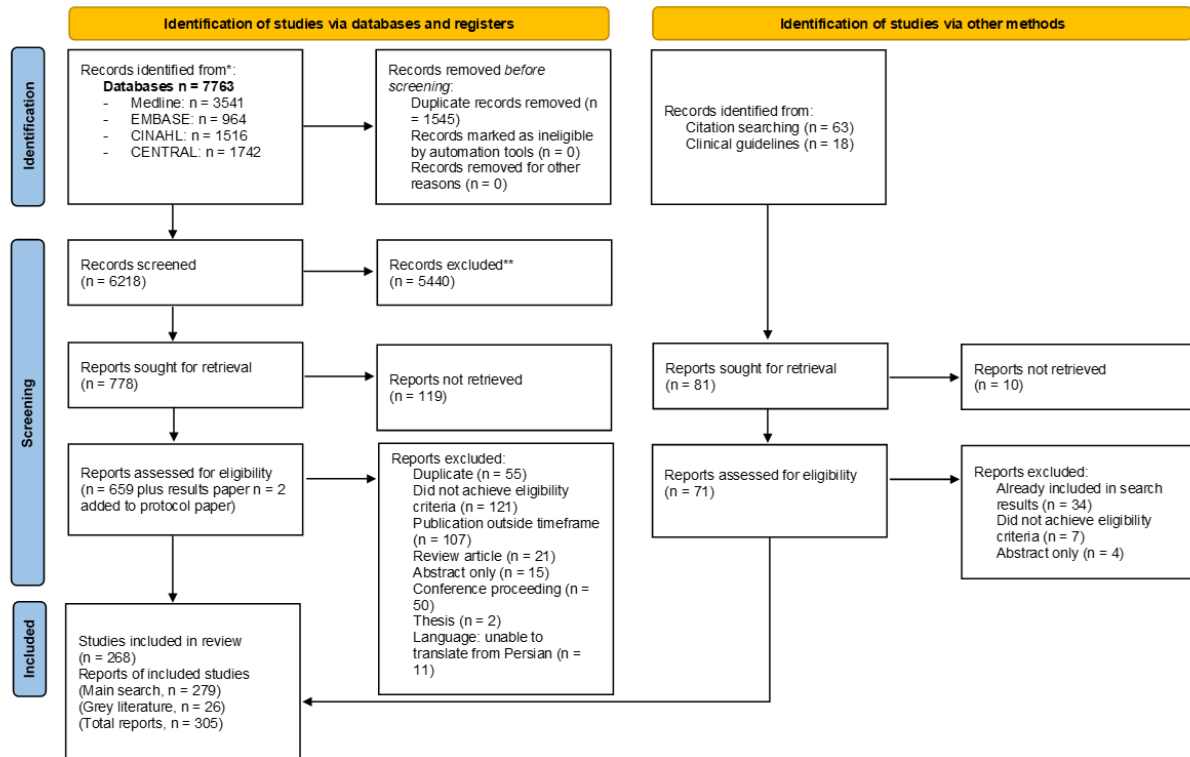 Identification of studies via databases and registers
Identification of studies via other methods
Identification
Records identified from*:
Databases n = 7763
- Medline: n = 3541
- EMBASE: n = 964
- CINAHL: n = 1516
- CENTRAL: n = 1742
Records removed before
screening:
Duplicate records removed (n
= 1545)
Records marked as ineligible
by automation tools (n = 0)
Records removed for other
reasons (n = 0)
Records identified from:
Citation searching (n = 63)
Clinical guidelines (n = 18)
Screening
Records screened
(n = 6218)
Records excluded**
(n = 5440)
Reports sought for retrieval
(n = 778)
Reports not retrieved
(n = 119)
Reports sought for retrieval
(n = 81)
Reports not retrieved
(n = 10)
Reports assessed for eligibility
(n = 659 plus results paper n = 2
added to protocol paper)
Reports excluded:
Duplicate (n = 55)
Did not achieve eligibility
criteria (n = 121)
Publication outside timeframe
(n = 107)
Review article (n = 21)
Abstract only (n = 15)
Conference proceeding (n =
50)
Thesis (n = 2)
Language: unable to
translate from Persian (n =
11)
Reports assessed for eligibility
(n = 71)
Reports excluded:
Already included in search
results (n = 34)
Did not achieve eligibility
criteria (n = 7)
Abstract only (n = 4)
Included
Studies included in review
(n = 268)
Reports of included studies
(Main search, n = 279)
(Grey literature, n = 26)
(Total reports, n = 305)